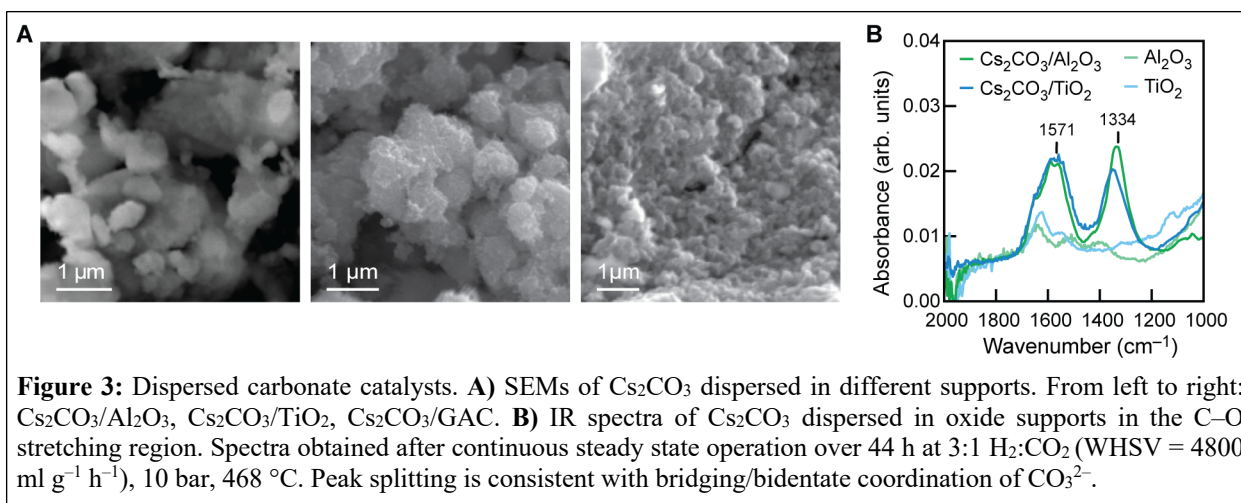 A
1 µm
1 µm
1 µm
B
Absorbance (arb. units)
0.04
0.03
0.02
0.01
0.00
Cs₂CO₃/Al₂O₃
Al₂O₃
Cs₂CO₃/TiO₂
TiO₂
1571
1334
2000 1800 1600 1400 1200 1000
Wavenumber (cm⁻¹)
Figure 3: Dispersed carbonate catalysts. A) SEMs of Cs₂CO₃ dispersed in different supports. From left to right:
Cs₂CO₃/Al₂O₃, Cs₂CO₃/TiO₂, Cs₂CO₃/GAC. B) IR spectra of Cs₂CO₃ dispersed in oxide supports in the C–O
stretching region. Spectra obtained after continuous steady state operation over 44 h at 3:1 H₂:CO₂ (WHSV = 4800
ml g⁻¹ h⁻¹), 10 bar, 468 °C. Peak splitting is consistent with bridging/bidentate coordination of CO₃²⁻.